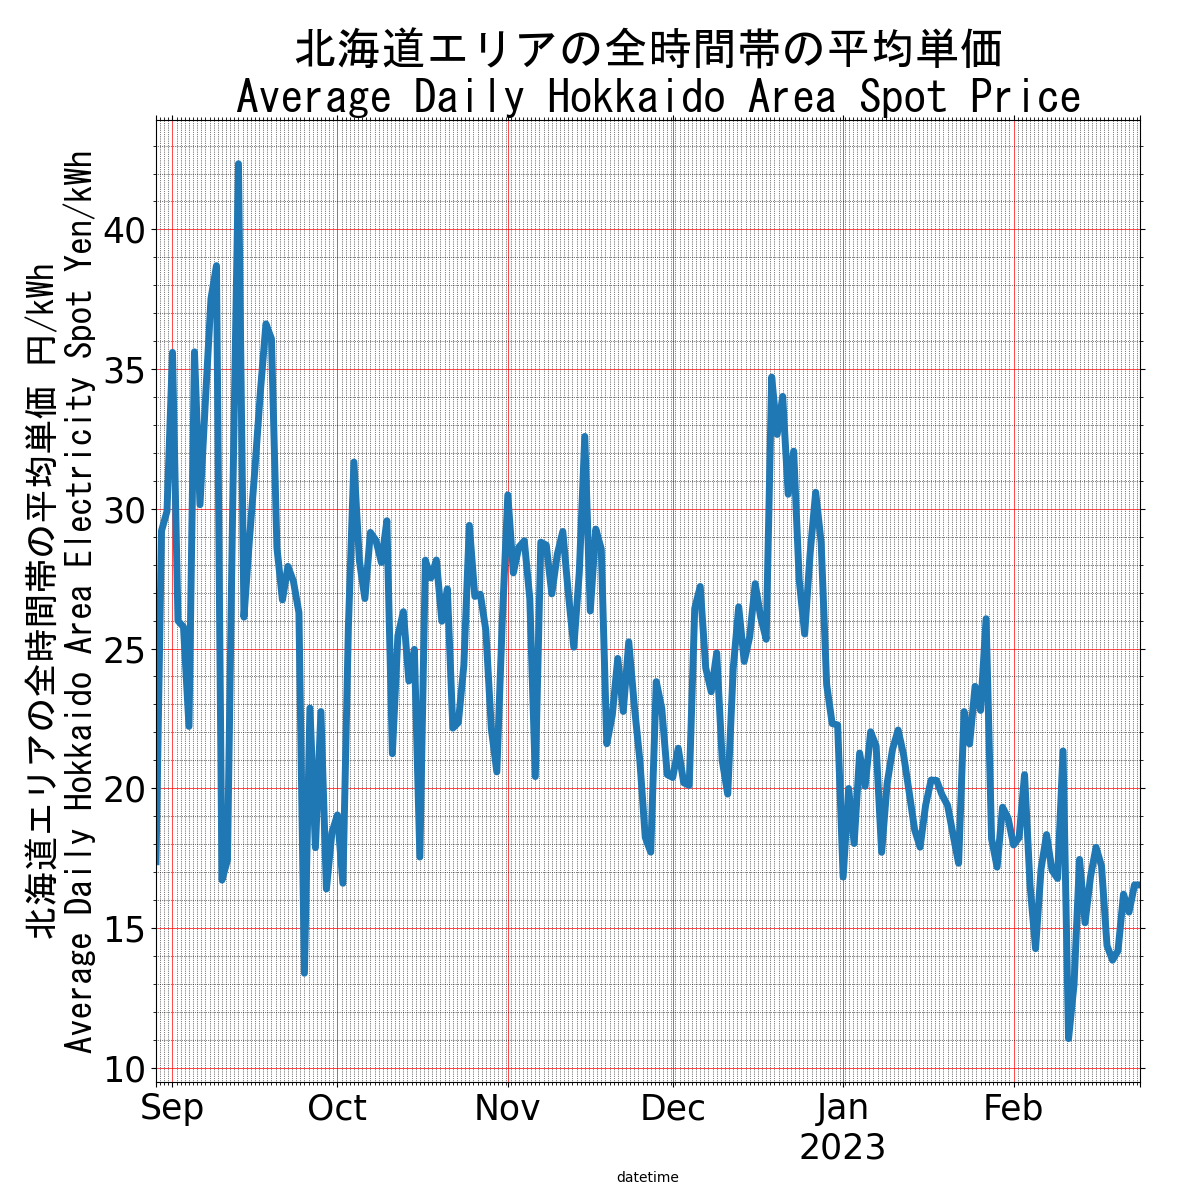 北海道エリアの全時間帯の平均単価
Average Daily Hokkaido Area Spot Price
北海道エリアの全時間帯の平均単価 円/kWh
Average Daily Hokkaido Area Electricity Spot Yen/kWh
40
35
30
25
20
15
10
Sep Oct Nov Dec Jan Feb
2023
datetime